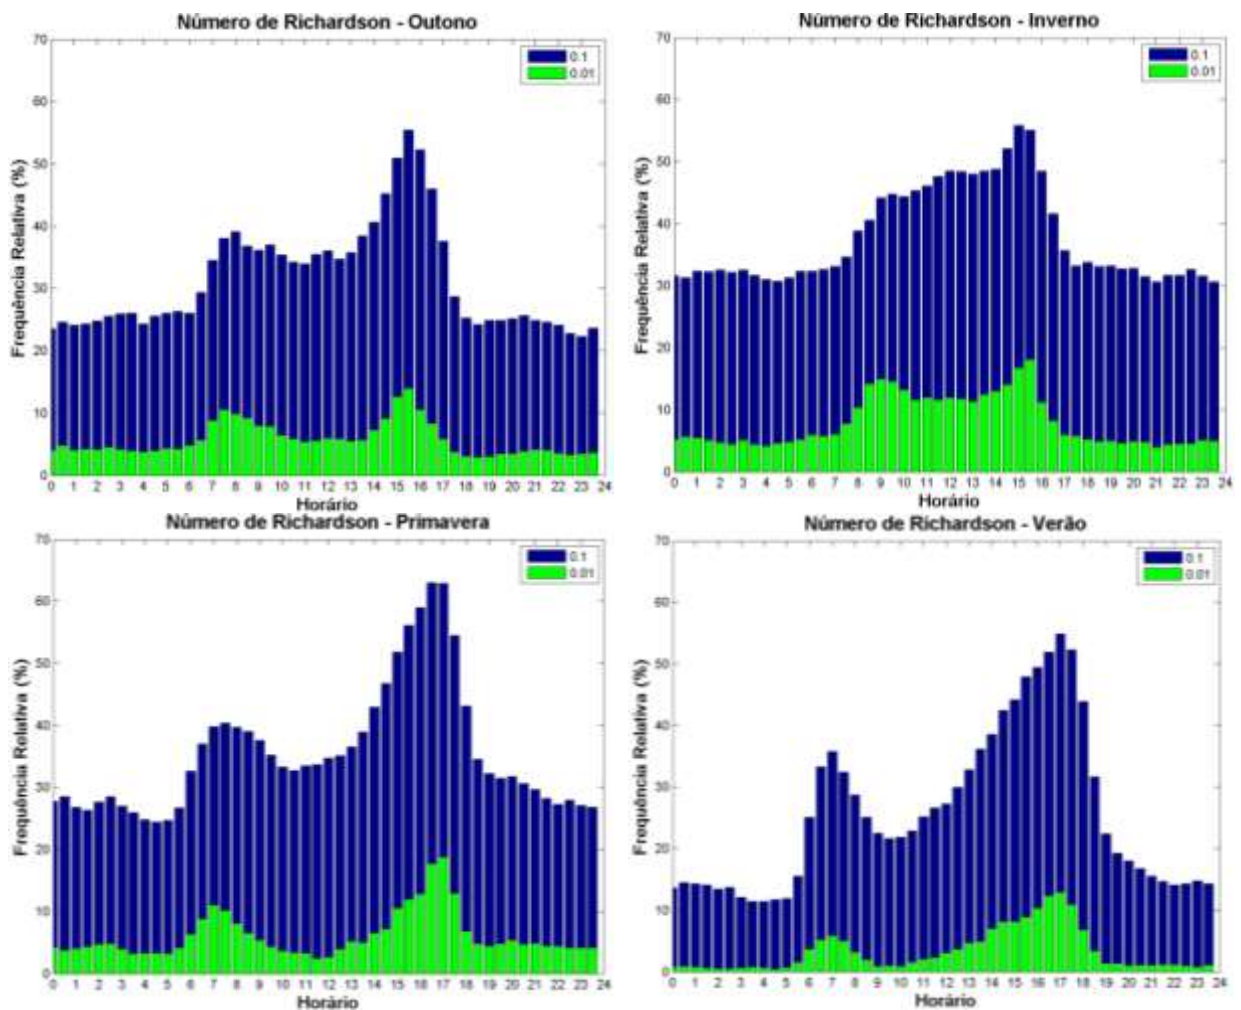 Número de Richardson - Outono
70
60
50
40
30
20
10
0
Frequência Relativa (%)
0.1
0.01
0 1 2 3 4 5 6 7 8 9 10 11 12 13 14 15 16 17 18 19 20 21 22 23 24
Horário
Número de Richardson - Inverno
70
60
50
40
30
20
10
0
Frequência Relativa (%)
0.1
0.01
0 1 2 3 4 5 6 7 8 9 10 11 12 13 14 15 16 17 18 19 20 21 22 23 24
Horário
Número de Richardson - Primavera
70
60
50
40
30
20
10
0
Frequência Relativa (%)
0.1
0.01
0 1 2 3 4 5 6 7 8 9 10 11 12 13 14 15 16 17 18 19 20 21 22 23 24
Horário
Número de Richardson - Verão
70
60
50
40
30
20
10
0
Frequência Relativa (%)
0.1
0.01
0 1 2 3 4 5 6 7 8 9 10 11 12 13 14 15 16 17 18 19 20 21 22 23 24
Horário